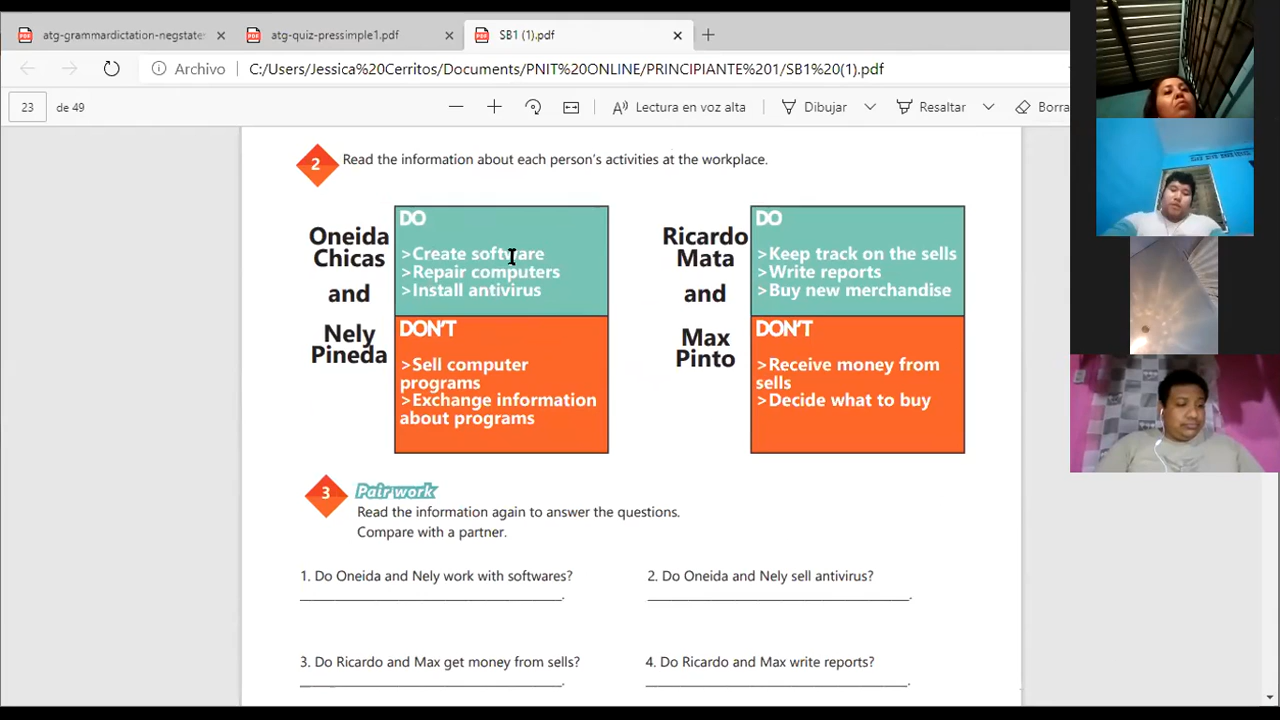 atg-grammardictation-negstate
atg-quiz-pressimple1.pdf
SB1 (1).pdf
Archivo
C:/Users/Jessica%20Cerritos/Documents/PNIT%20ONLINE/PRINCIPIANTE%201/SB1%20(1).pdf
23
de 49
Lectura en voz alta
Dibujar
Resaltar
Borra
2
Read the information about each person's activities at the workplace.
Oneida
Chicas
and
Nely
Pineda
DO
>Create software
>Repair computers
>Install antivirus
DON'T
>Sell computer
programs
>Exchange information
about programs
Ricardo
Mata
and
Max
Pinto
DO
>Keep track on the sells
>Write reports
>Buy new merchandise
DON'T
>Receive money from
sells
>Decide what to buy
3
Pair work
Read the information again to answer the questions.
Compare with a partner.
1. Do Oneida and Nely work with softwares?
2. Do Oneida and Nely sell antivirus?
3. Do Ricardo and Max get money from sells?
4. Do Ricardo and Max write reports?